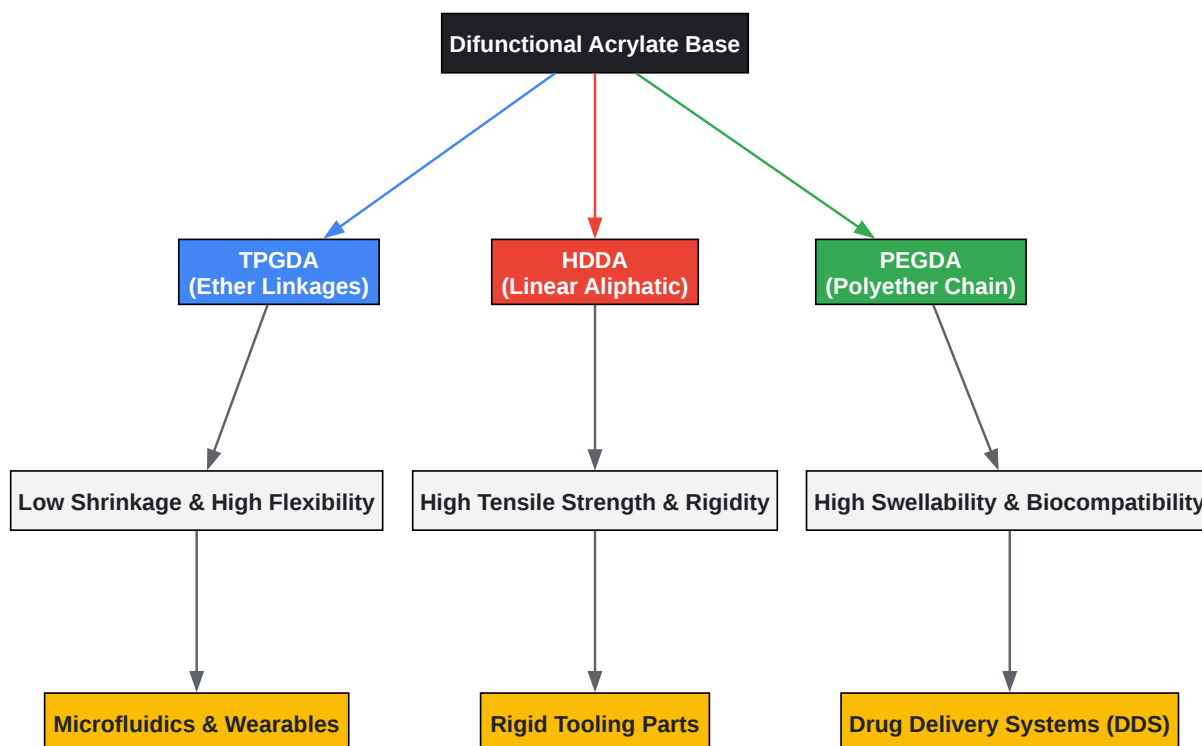 Difunctional Acrylate Base
TPGDA
(Ether Linkages)
HDDA
(Linear Aliphatic)
PEGDA
(Polyether Chain)
Low Shrinkage & High Flexibility
High Tensile Strength & Rigidity
High Swellability & Biocompatibility
Microfluidics & Wearables
Rigid Tooling Parts
Drug Delivery Systems (DDS)